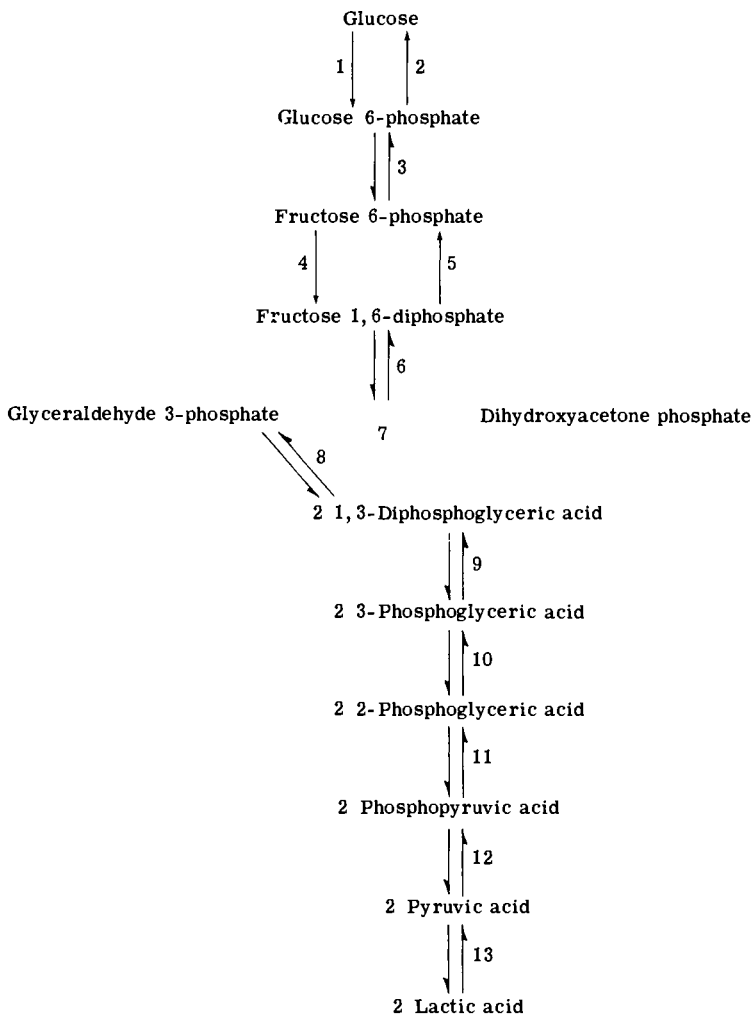 Glucose
1 2
Glucose 6-phosphate
3
Fructose 6-phosphate
4 5
Fructose 1,6-diphosphate
6
Glyceraldehyde 3-phosphate Dihydroxyacetone phosphate
7
8
2 1,3-Diphosphoglyceric acid
9
2 3-Phosphoglyceric acid
10
2 2-Phosphoglyceric acid
11
2 Phosphopyruvic acid
12
2 Pyruvic acid
13
2 Lactic acid